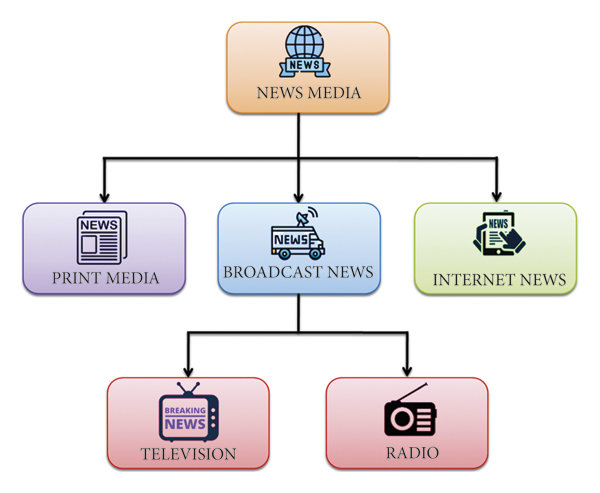 NEWS
NEWS MEDIA
NEWS
PRINT MEDIA
NEWS
BROADCAST NEWS
NEWS
INTERNET NEWS
BREAKING
NEWS
TELEVISION
RADIO